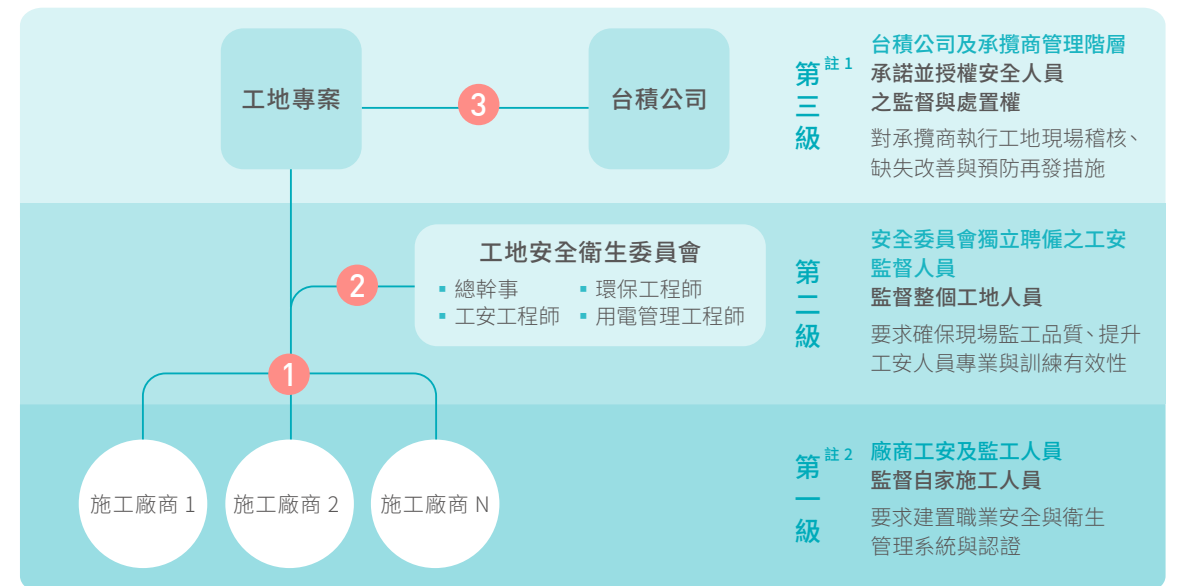 工地專案
3
台積公司
第三級
註 1
台積公司及承攬商管理階層
承諾並授權安全人員
之監督與處置權
對承攬商執行工地現場稽核、
缺失改善與預防再發措施
2
工地安全衛生委員會
▪ 總幹事 ▪ 環保工程師
▪ 工安工程師 ▪ 用電管理工程師
第二級
安全委員會獨立聘僱之工安
監督人員
監督整個工地人員
要求確保現場監工品質、提升
工安人員專業與訓練有效性
1
施工廠商 1
施工廠商 2
施工廠商 N
第一級
註 2
廠商工安及監工人員
監督自家施工人員
要求建置職業安全與衛生
管理系統與認證